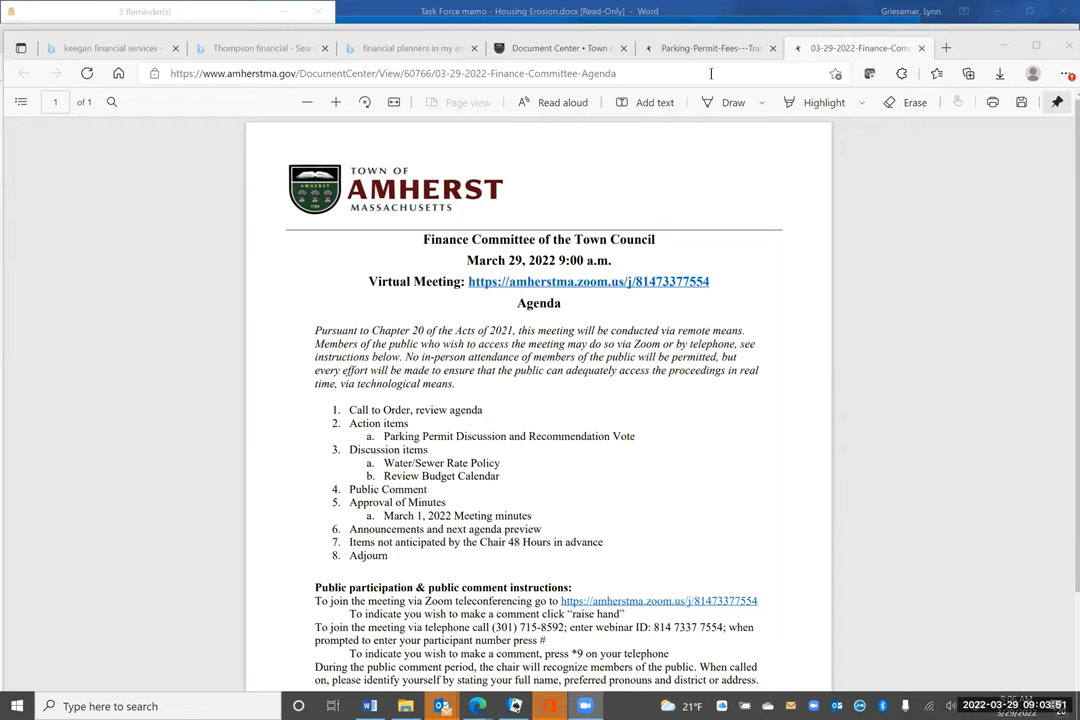 3 Reminder(s)
Task Force memo - Housing Erosion.docx [Read-Only] - Word
Griesemer, Lynn
keegan financial services -
Thompson financial - Sear
financial planners in my an
Document Center • Town o
Parking-Permit-Fees---Tra
03-29-2022-Finance-Com
https://www.amherstma.gov/DocumentCenter/View/60766/03-29-2022-Finance-Committee-Agenda
1 of 1
Page view
Read aloud
Add text
Draw
Highlight
Erase
TOWN OF
AMHERST
MASSACHUSETTS
AMHERST
Finance Committee of the Town Council
March 29, 2022 9:00 a.m.
Virtual Meeting: https://amherstma.zoom.us/j/81473377554
Agenda
Pursuant to Chapter 20 of the Acts of 2021, this meeting will be conducted via remote means.
Members of the public who wish to access the meeting may do so via Zoom or by telephone, see
instructions below. No in-person attendance of members of the public will be permitted, but
every effort will be made to ensure that the public can adequately access the proceedings in real
time, via technological means.
1. Call to Order, review agenda
2. Action items
a. Parking Permit Discussion and Recommendation Vote
3. Discussion items
a. Water/Sewer Rate Policy
b. Review Budget Calendar
4. Public Comment
5. Approval of Minutes
a. March 1, 2022 Meeting minutes
6. Announcements and next agenda preview
7. Items not anticipated by the Chair 48 Hours in advance
8. Adjourn
Public participation & public comment instructions:
To join the meeting via Zoom teleconferencing go to https://amherstma.zoom.us/j/81473377554
To indicate you wish to make a comment click “raise hand”
To join the meeting via telephone call (301) 715-8592; enter webinar ID: 814 7337 7554; when
prompted to enter your participant number press #
To indicate you wish to make a comment, press *9 on your telephone
During the public comment period, the chair will recognize members of the public. When called
on, please identify yourself by stating your full name, preferred pronouns and district or address.
Type here to search
21°F
2022-03-29 09:03:51